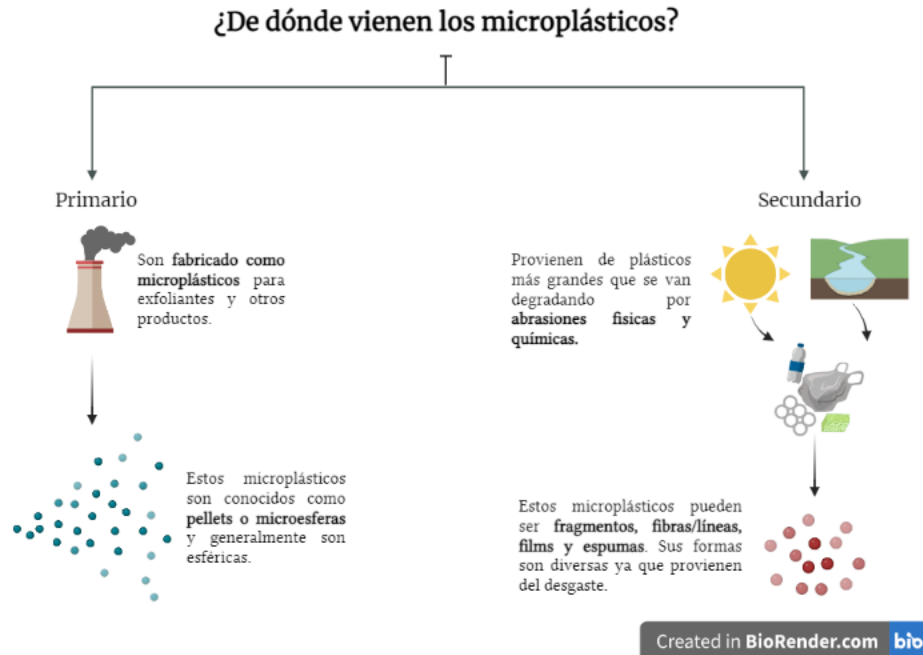 ¿De dónde vienen los microplásticos?
Primario
Son fabricado como
microplásticos para
exfoliantes y otros
productos.
Estos microplásticos
son conocidos como
pellets o microesferas
y generalmente son
esféricas.
Secundario
Provienen de plásticos
más grandes que se van
degradando por
abrasiones fisicas y
químicas.
Estos microplásticos pueden
ser fragmentos, fibras/líneas,
films y espumas. Sus formas
son diversas ya que provienen
del desgaste.
Created in BioRender.com bio